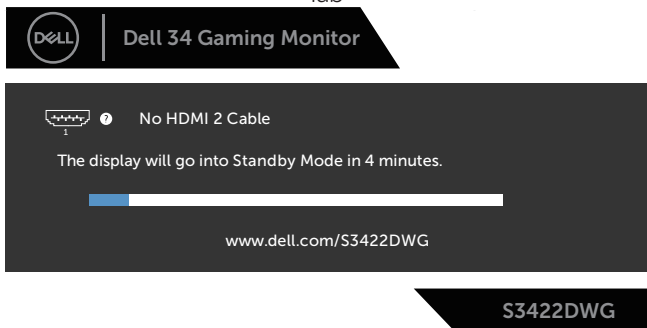 DELL
Dell 34 Gaming Monitor
? No HDMI 2 Cable
1
The display will go into Standby Mode in 4 minutes.
www.dell.com/S3422DWG
S3422DWG